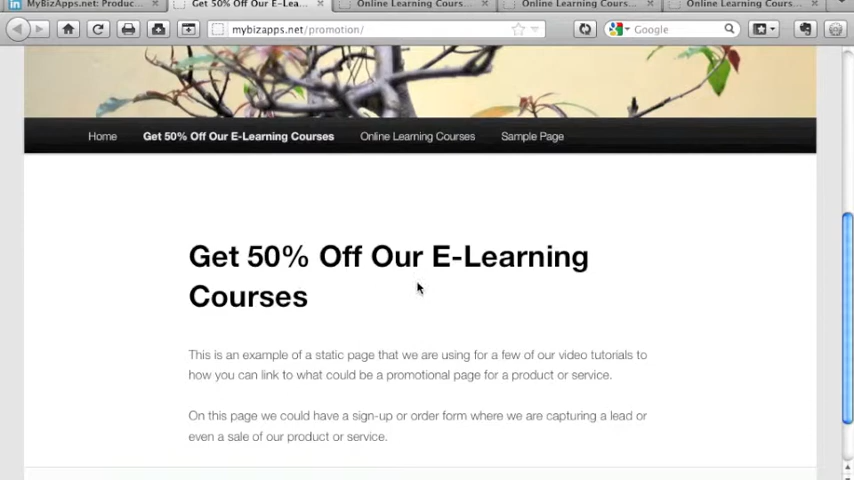 MyBizApps.net: Produc...
Get 50% Off Our E-Lea...
Online Learning Cours...
Online Learning Cours...
Online Learning Cours...
mybizapps.net/promotion/
Google
Home
Get 50% Off Our E-Learning Courses
Online Learning Courses
Sample Page
Get 50% Off Our E-Learning
Courses
This is an example of a static page that we are using for a few of our video tutorials to
how you can link to what could be a promotional page for a product or service.
On this page we could have a sign-up or order form where we are capturing a lead or
even a sale of our product or service.